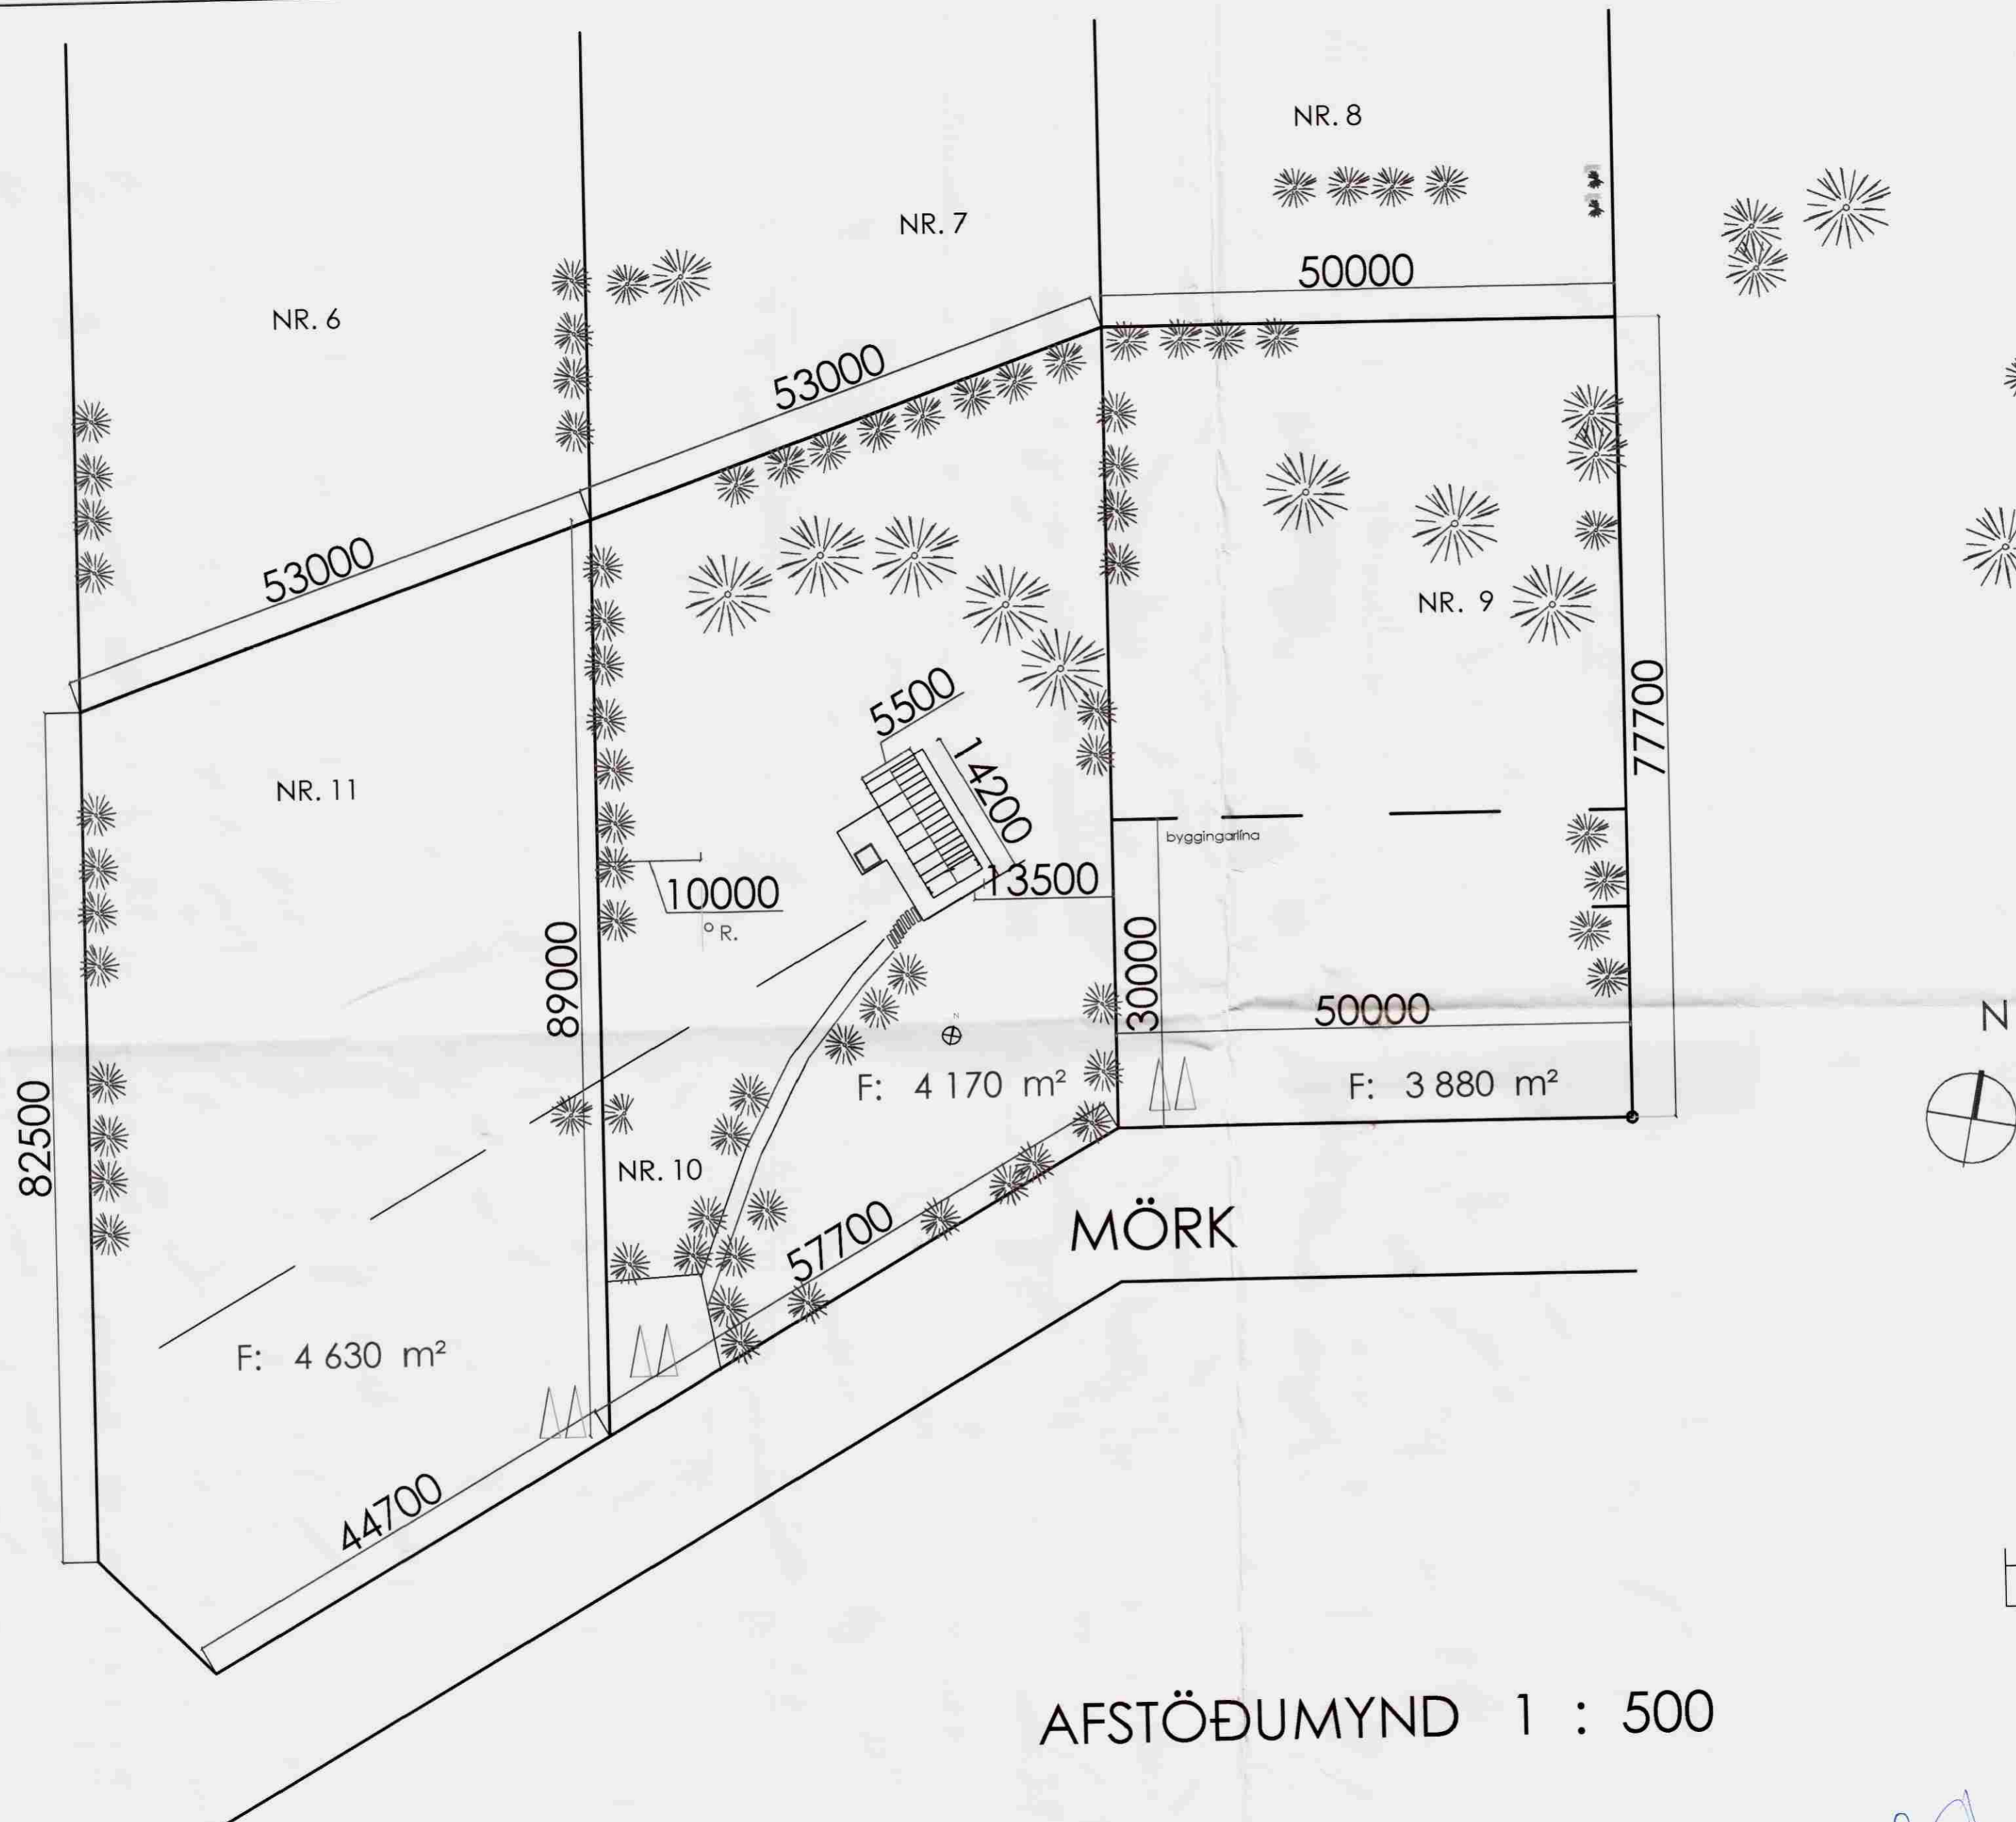 NR. 8
NR. 7
50000
NR. 6
53000
53000
NR. 9
5500
77700
14200
NR. 11
byggingarlína
13500
10000
R.
89000
30000
50000
N
N
F: 4 170 m²
F: 3 880 m²
82500
NR. 10
57700
MÖRK
F: 4 630 m²
44700
AFSTÖÐUMYND 1 : 500